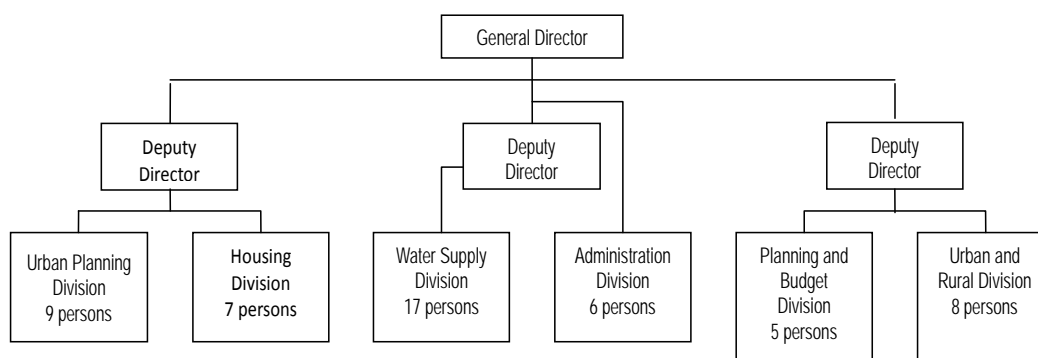 General Director
Deputy
Director
Deputy
Director
Deputy
Director
Urban Planning
Division
9 persons
Housing
Division
7 persons
Water Supply
Division
17 persons
Administration
Division
6 persons
Planning and
Budget
Division
5 persons
Urban and
Rural Division
8 persons